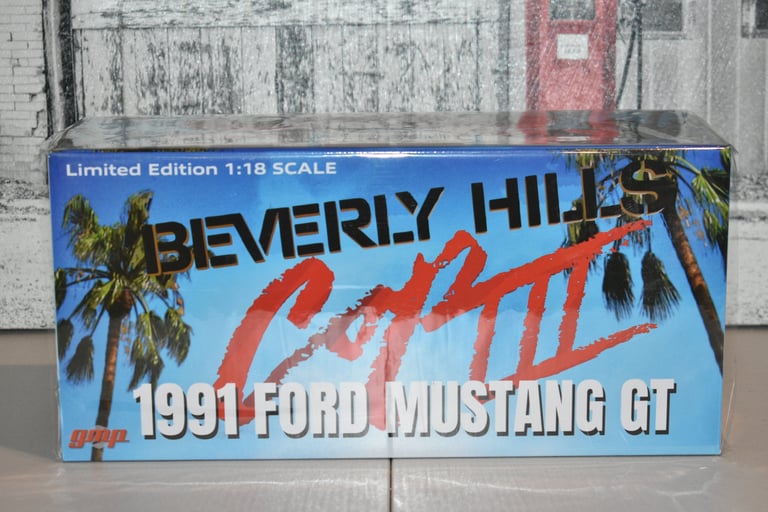 Limited Edition 1:18 SCALE
BEVERLY HILLS
Cop III
1991 FORD MUSTANG GT
gmp